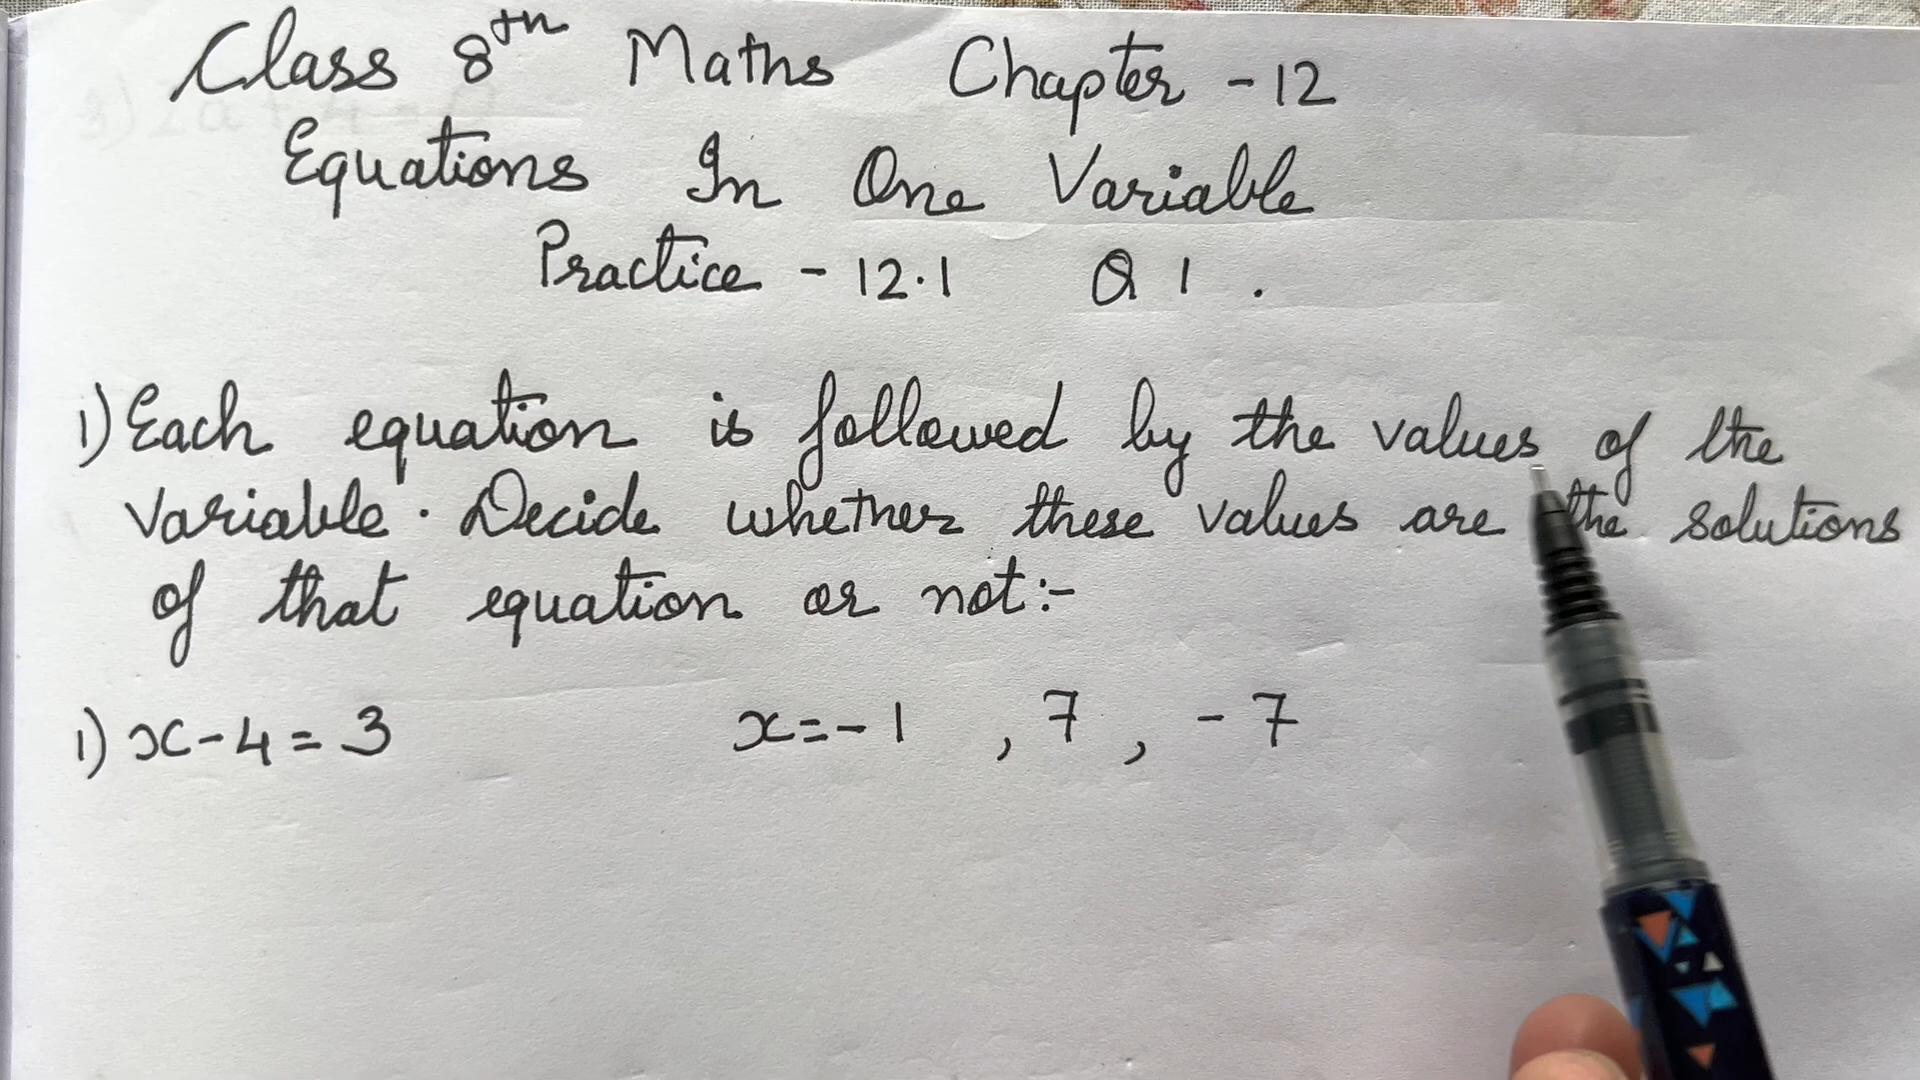 Class 8th Maths Chapter - 12
Equations In One Variable
Practice - 12.1 Q 1 .
1) Each equation is followed by the values of the
variable. Decide whether these values are the solutions
of that equation or not:-
1) x - 4 = 3 x = - 1 , 7 , - 7